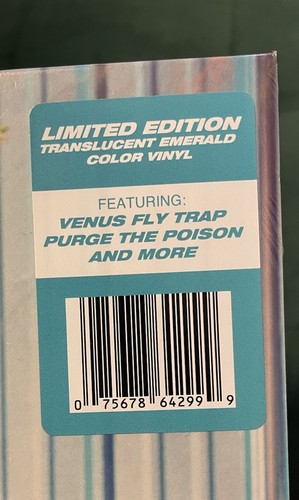 LIMITED EDITION
TRANSLUCENT EMERALD
COLOR VINYL
FEATURING:
VENUS FLY TRAP
PURGE THE POISON
AND MORE
0 75678 64299 9